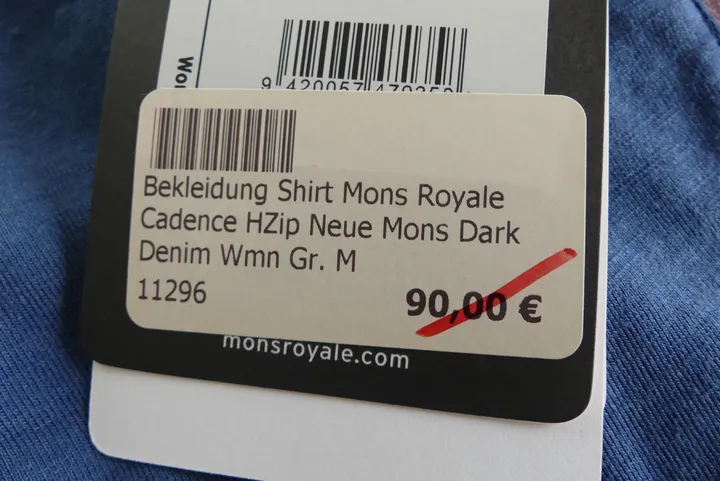 Bekleidung Shirt Mons Royale
Cadence HZip Neue Mons Dark
Denim Wmn Gr. M
11296
90,00 €
monsroyale.com